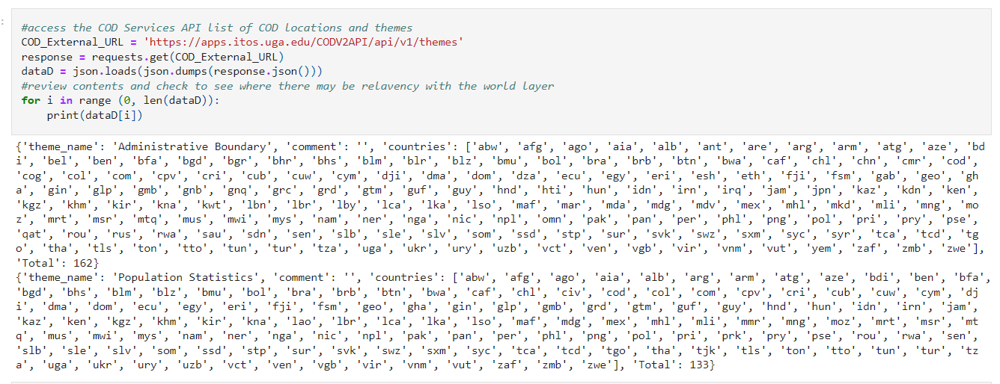 :
#access the COD Services API list of COD locations and themes
COD_External_URL = 'https://apps.itos.uga.edu/CODV2API/api/v1/themes'
response = requests.get(COD_External_URL)
dataD = json.loads(json.dumps(response.json()))
#review contents and check to see where there may be relavency with the world layer
for i in range (0, len(dataD)):
    print(dataD[i])
{'theme_name': 'Administrative Boundary', 'comment': '', 'countries': ['abw', 'afg', 'ago', 'aia', 'alb', 'ant', 'are', 'arg', 'arm', 'atg', 'aze', 'bd
i', 'bel', 'ben', 'bfa', 'bgd', 'bgr', 'bhr', 'bhs', 'blm', 'blr', 'blz', 'bmu', 'bol', 'bra', 'brb', 'btn', 'bwa', 'caf', 'chl', 'chn', 'cmr', 'cod',
'cog', 'col', 'com', 'cpv', 'cri', 'cub', 'cuw', 'cym', 'dji', 'dma', 'dom', 'dza', 'ecu', 'egy', 'eri', 'esh', 'eth', 'fji', 'fsm', 'gab', 'geo', 'gh
a', 'gin', 'glp', 'gmb', 'gnb', 'gnq', 'grc', 'grd', 'gtm', 'guf', 'guy', 'hnd', 'hti', 'hun', 'idn', 'irn', 'irq', 'jam', 'jpn', 'kaz', 'kdn', 'ken',
'kgz', 'khm', 'kir', 'kna', 'kwt', 'lbn', 'lbr', 'lby', 'lca', 'lka', 'lso', 'maf', 'mar', 'mda', 'mdg', 'mdv', 'mex', 'mhl', 'mkd', 'mli', 'mng', 'mo
z', 'mrt', 'msr', 'mtq', 'mus', 'mwi', 'mys', 'nam', 'ner', 'nga', 'nic', 'npl', 'omn', 'pak', 'pan', 'per', 'phl', 'png', 'pol', 'pri', 'pry', 'pse',
'qat', 'rou', 'rus', 'rwa', 'sau', 'sdn', 'sen', 'slb', 'sle', 'slv', 'som', 'ssd', 'stp', 'sur', 'svk', 'swz', 'sxm', 'syc', 'syr', 'tca', 'tcd', 'tg
o', 'tha', 'tls', 'ton', 'tto', 'tun', 'tur', 'tza', 'uga', 'ukr', 'ury', 'uzb', 'vct', 'ven', 'vgb', 'vir', 'vnm', 'vut', 'yem', 'zaf', 'zmb', 'zwe'],
'Total': 162}
{'theme_name': 'Population Statistics', 'comment': '', 'countries': ['abw', 'afg', 'ago', 'aia', 'alb', 'arg', 'arm', 'atg', 'aze', 'bdi', 'ben', 'bfa',
'bgd', 'bhs', 'blm', 'blz', 'bmu', 'bol', 'bra', 'brb', 'btn', 'bwa', 'caf', 'chl', 'civ', 'cod', 'col', 'com', 'cpv', 'cri', 'cub', 'cuw', 'cym', 'dj
i', 'dma', 'dom', 'ecu', 'egy', 'eri', 'fji', 'fsm', 'geo', 'gha', 'gin', 'glp', 'gmb', 'grd', 'gtm', 'guf', 'guy', 'hnd', 'hun', 'idn', 'irn', 'jam',
'kaz', 'ken', 'kgz', 'khm', 'kir', 'kna', 'lao', 'lbr', 'lca', 'lka', 'lso', 'maf', 'mdg', 'mex', 'mhl', 'mli', 'mmr', 'mng', 'moz', 'mrt', 'msr', 'mt
q', 'mus', 'mwi', 'mys', 'nam', 'ner', 'nga', 'nic', 'npl', 'pak', 'pan', 'per', 'phl', 'png', 'pol', 'pri', 'prk', 'pry', 'pse', 'rou', 'rwa', 'sen',
'slb', 'sle', 'slv', 'som', 'ssd', 'stp', 'sur', 'svk', 'swz', 'sxm', 'syc', 'tca', 'tcd', 'tgo', 'tha', 'tjk', 'tls', 'ton', 'tto', 'tun', 'tur', 'tz
a', 'uga', 'ukr', 'ury', 'uzb', 'vct', 'ven', 'vgb', 'vir', 'vnm', 'vut', 'zaf', 'zmb', 'zwe'], 'Total': 133}